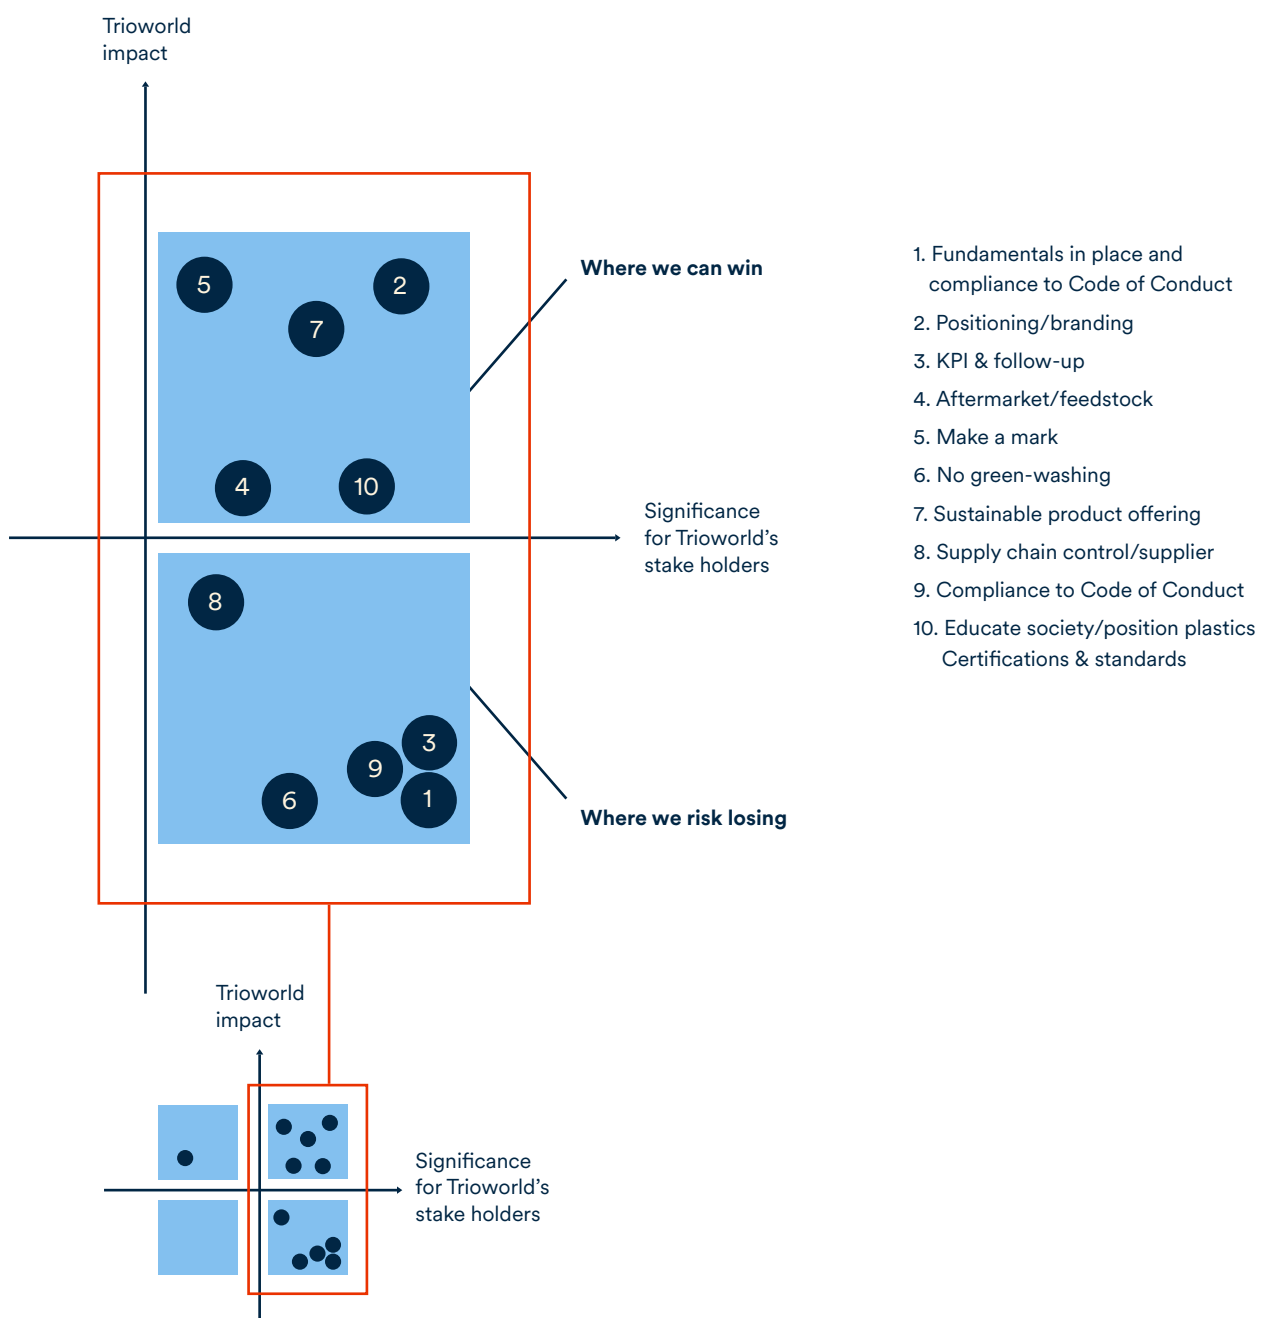 Trioworld
impact
5
2
7
4
10
Where we can win
Significance
for Trioworld's
stake holders
8
3
9
6
1
Where we risk losing
1. Fundamentals in place and
compliance to Code of Conduct
2. Positioning/branding
3. KPI & follow-up
4. Aftermarket/feedstock
5. Make a mark
6. No green-washing
7. Sustainable product offering
8. Supply chain control/supplier
9. Compliance to Code of Conduct
10. Educate society/position plastics
Certifications & standards
Trioworld
impact
Significance
for Trioworld's
stake holders